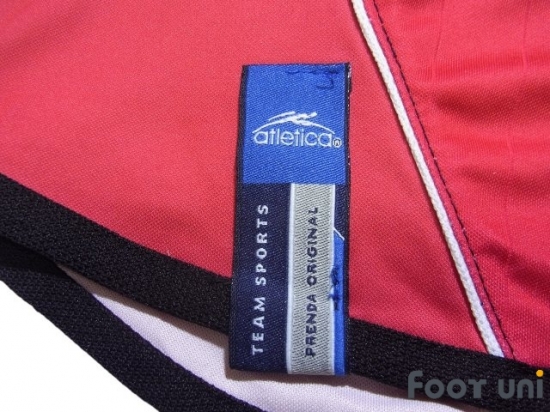 atletica®
TEAM SPORTS
PRENDA ORIGINAL
FOOT UNI